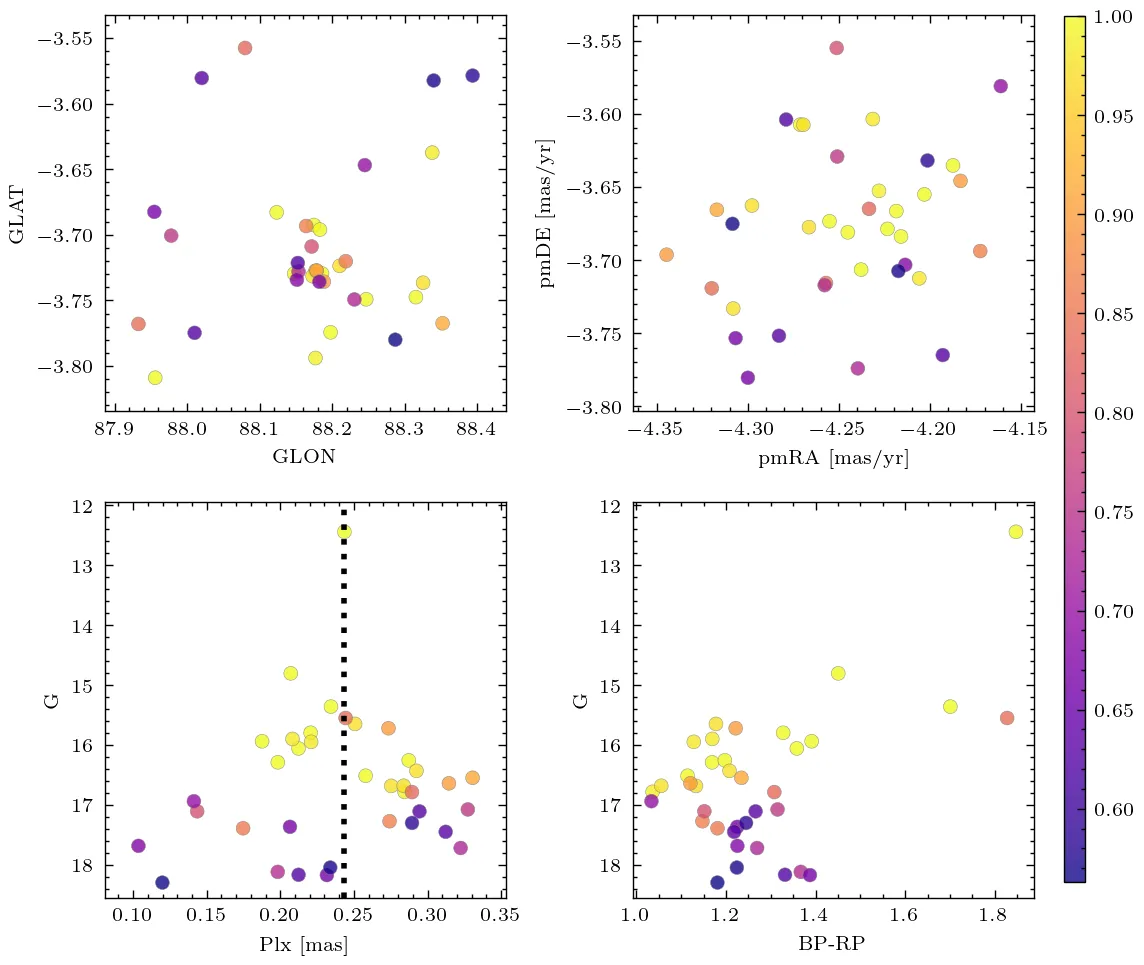 −3.55
−3.60
−3.65
−3.70
−3.75
−3.80
GLAT
87.9 88.0 88.1 88.2 88.3 88.4
GLON
−3.55
−3.60
−3.65
−3.70
−3.75
−3.80
pmDE [mas/yr]
−4.35 −4.30 −4.25 −4.20 −4.15
pmRA [mas/yr]
12
13
14
15
16
17
18
G
0.10 0.15 0.20 0.25 0.30 0.35
Plx [mas]
12
13
14
15
16
17
18
G
1.0 1.2 1.4 1.6 1.8
BP-RP
1.00
0.95
0.90
0.85
0.80
0.75
0.70
0.65
0.60